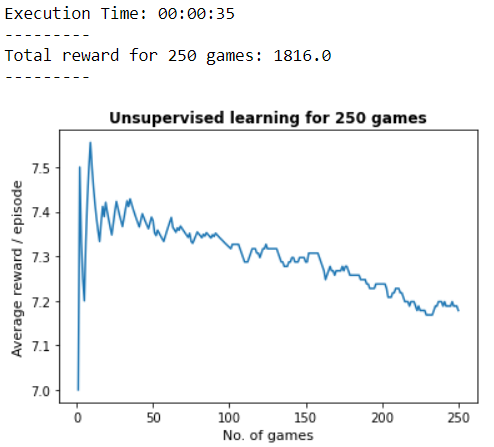 Execution Time: 00:00:35
---------
Total reward for 250 games: 1816.0
---------
Unsupervised learning for 250 games
Average reward / episode
7.5
7.4
7.3
7.2
7.1
7.0
0 50 100 150 200 250
No. of games